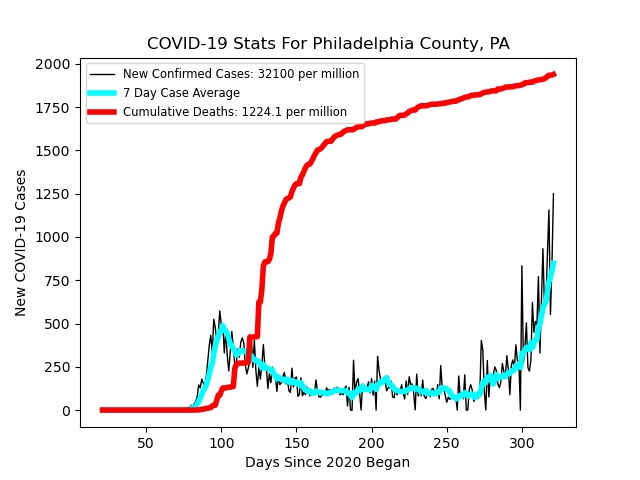 COVID-19 Stats For Philadelphia County, PA
New Confirmed Cases: 32100 per million
7 Day Case Average
Cumulative Deaths: 1224.1 per million
2000
1750
1500
1250
1000
750
500
250
0
New COVID-19 Cases
50 100 150 200 250 300
Days Since 2020 Began